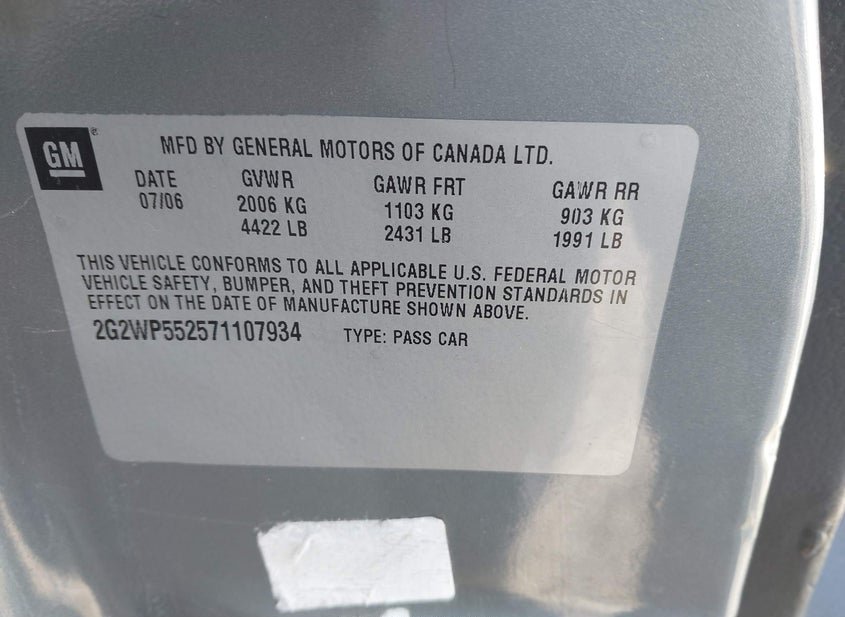 GM®
MFD BY GENERAL MOTORS OF CANADA LTD.
DATE GVWR GAWR FRT GAWR RR
07/06 2006 KG 1103 KG 903 KG
4422 LB 2431 LB 1991 LB
THIS VEHICLE CONFORMS TO ALL APPLICABLE U.S. FEDERAL MOTOR
VEHICLE SAFETY, BUMPER, AND THEFT PREVENTION STANDARDS IN
EFFECT ON THE DATE OF MANUFACTURE SHOWN ABOVE.
2G2WP552571107934 TYPE: PASS CAR